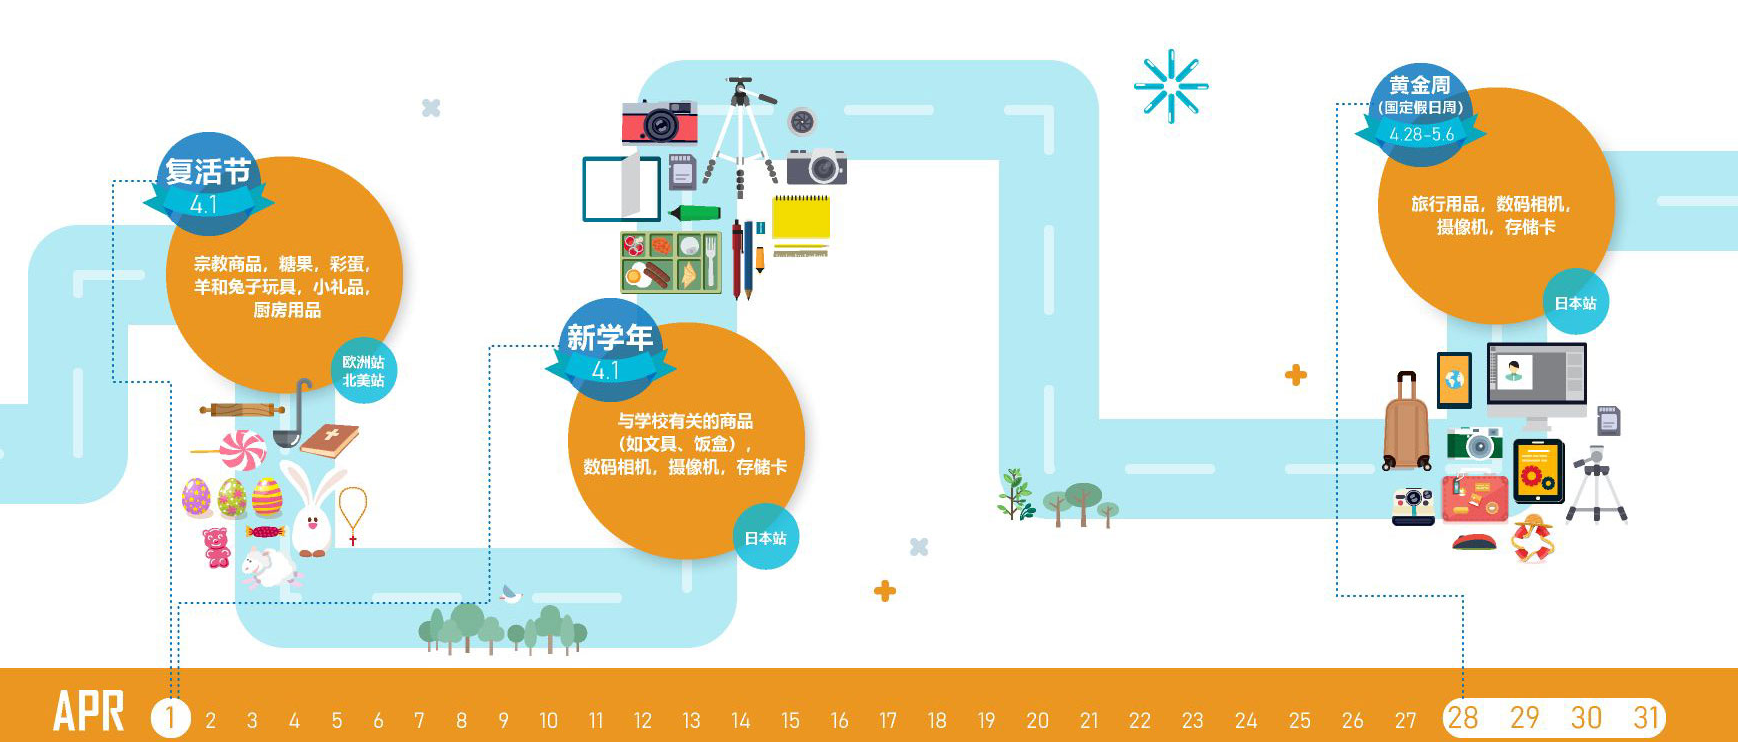 复活节
4.1
宗教商品，糖果，彩蛋，
羊和兔子玩具，小礼品，
厨房用品
欧洲站
北美站
新学年
4.1
与学校有关的商品
（如文具、饭盒），
数码相机，摄像机，存储卡
日本站
黄金周
（国定假日周）
4.28-5.6
旅行用品，数码相机，
摄像机，存储卡
日本站
APR 1 2 3 4 5 6 7 8 9 10 11 12 13 14 15 16 17 18 19 20 21 22 23 24 25 26 27 28 29 30 31